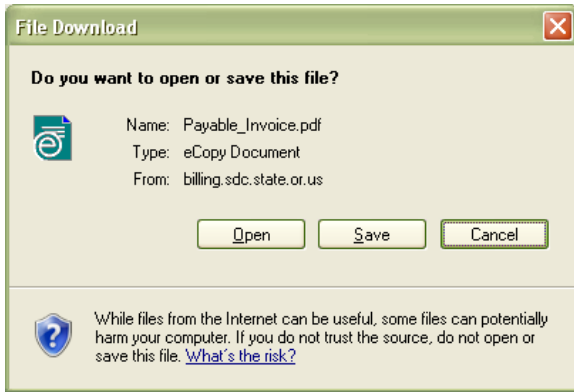 File Download
Do you want to open or save this file?
Name: Payable_Invoice.pdf
Type: eCopy Document
From: billing.sdc.state.or.us
Open Save Cancel
While files from the Internet can be useful, some files can potentially
harm your computer. If you do not trust the source, do not open or
save this file. What's the risk?